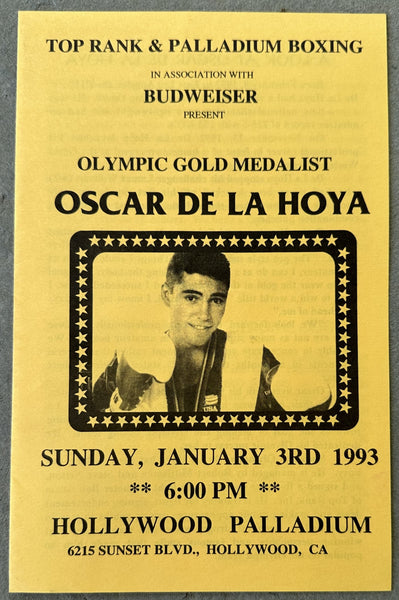 TOP RANK & PALLADIUM BOXING
IN ASSOCIATION WITH
BUDWEISER
PRESENT
OLYMPIC GOLD MEDALIST
OSCAR DE LA HOYA
USA
SUNDAY, JANUARY 3RD 1993
** 6:00 PM **
HOLLYWOOD PALLADIUM
6215 SUNSET BLVD., HOLLYWOOD, CA